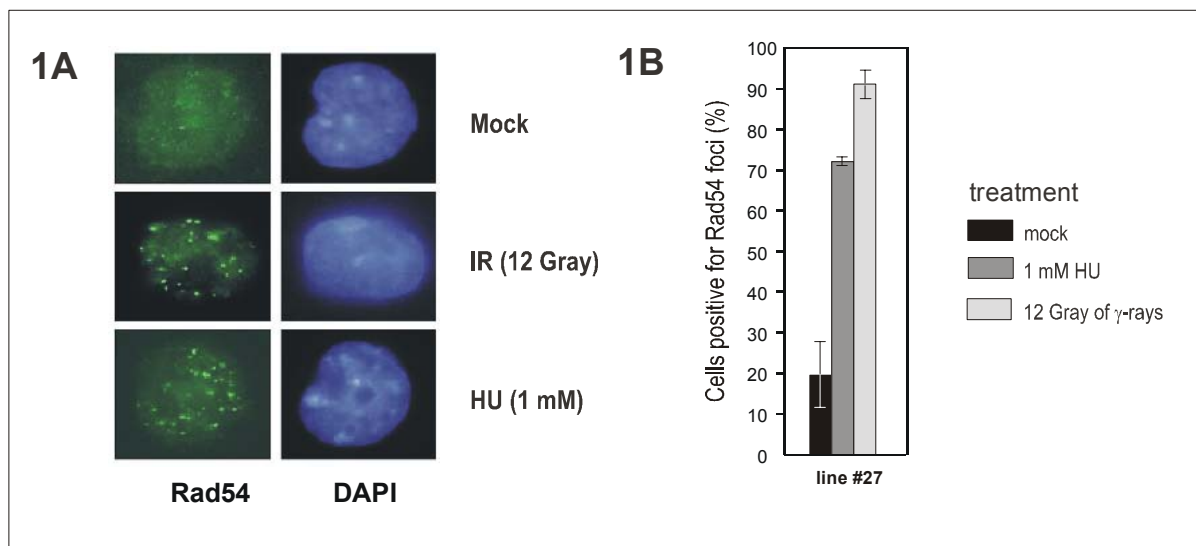 1A
Mock
IR (12 Gray)
HU (1 mM)
Rad54
DAPI
1B
Cells positive for Rad54 foci (%)
100
90
80
70
60
50
40
30
20
10
0
line #27
treatment
mock
1 mM HU
12 Gray of γ-rays